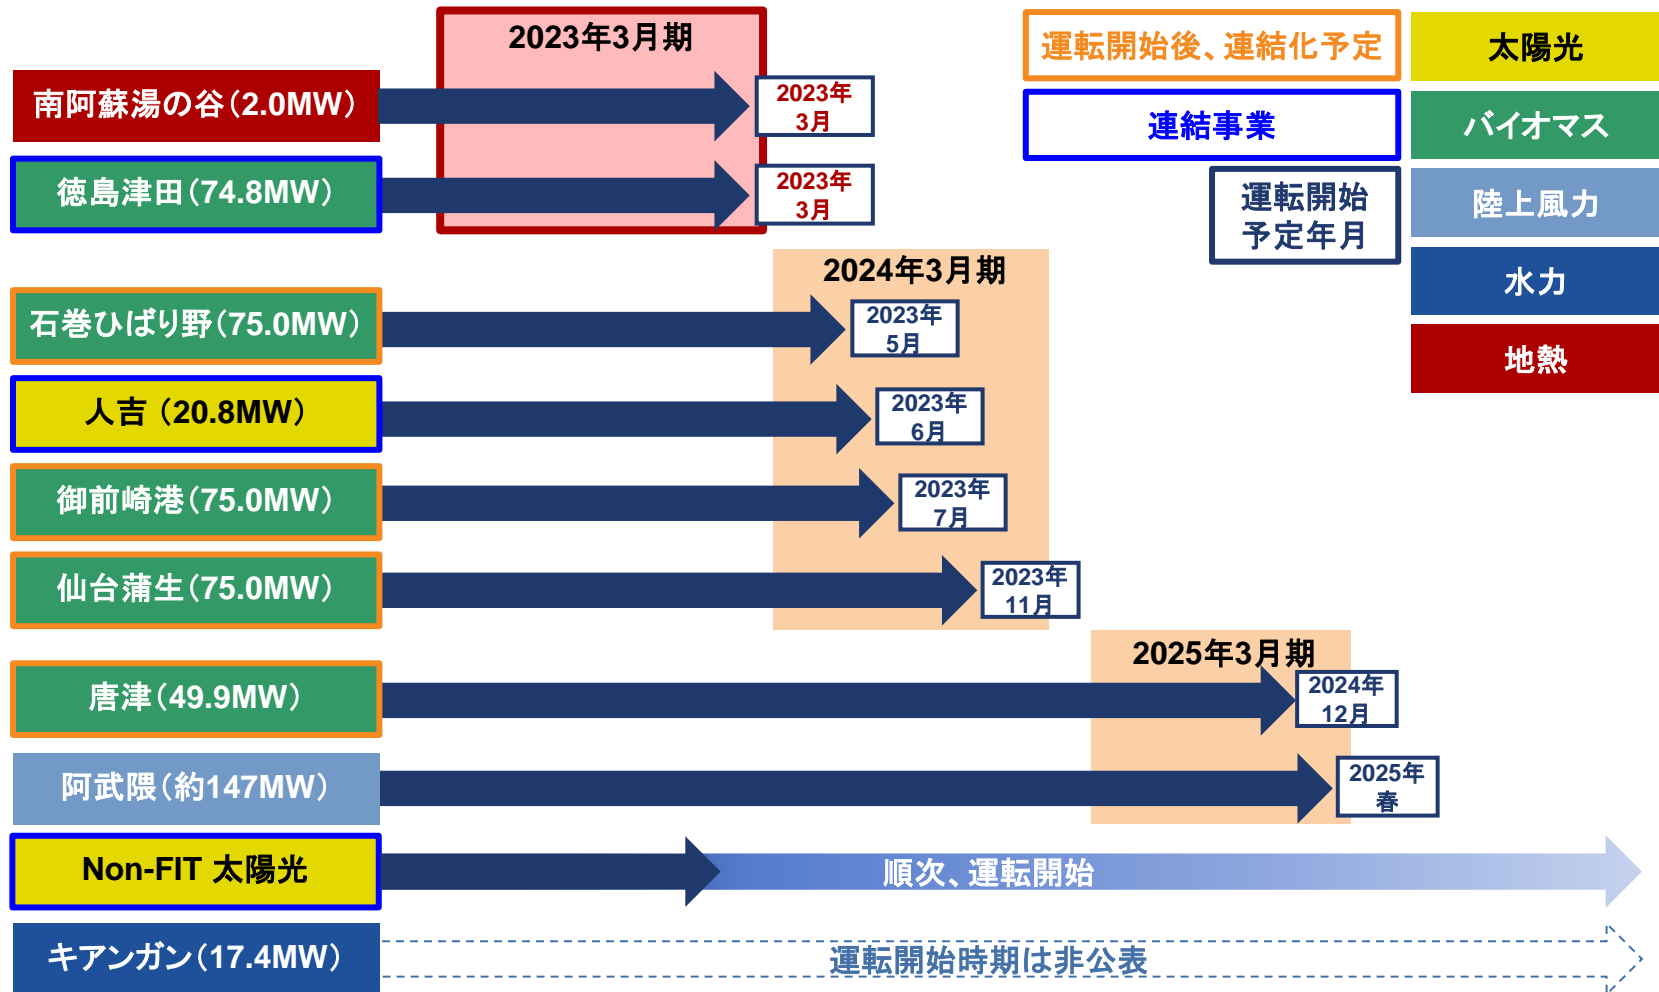 2023年3月期
運転開始後、連結化予定
太陽光
南阿蘇湯の谷（2.0MW）
2023年
3月
連結事業
バイオマス
徳島津田（74.8MW）
2023年
3月
運転開始
予定年月
陸上風力
2024年3月期
水力
石巻ひばり野（75.0MW）
2023年
5月
地熱
人吉 （20.8MW）
2023年
6月
御前崎港（75.0MW）
2023年
7月
仙台蒲生（75.0MW）
2023年
11月
2025年3月期
唐津（49.9MW）
2024年
12月
阿武隈（約147MW）
2025年
春
Non-FIT 太陽光
順次、運転開始
キアンガン（17.4MW）
運転開始時期は非公表